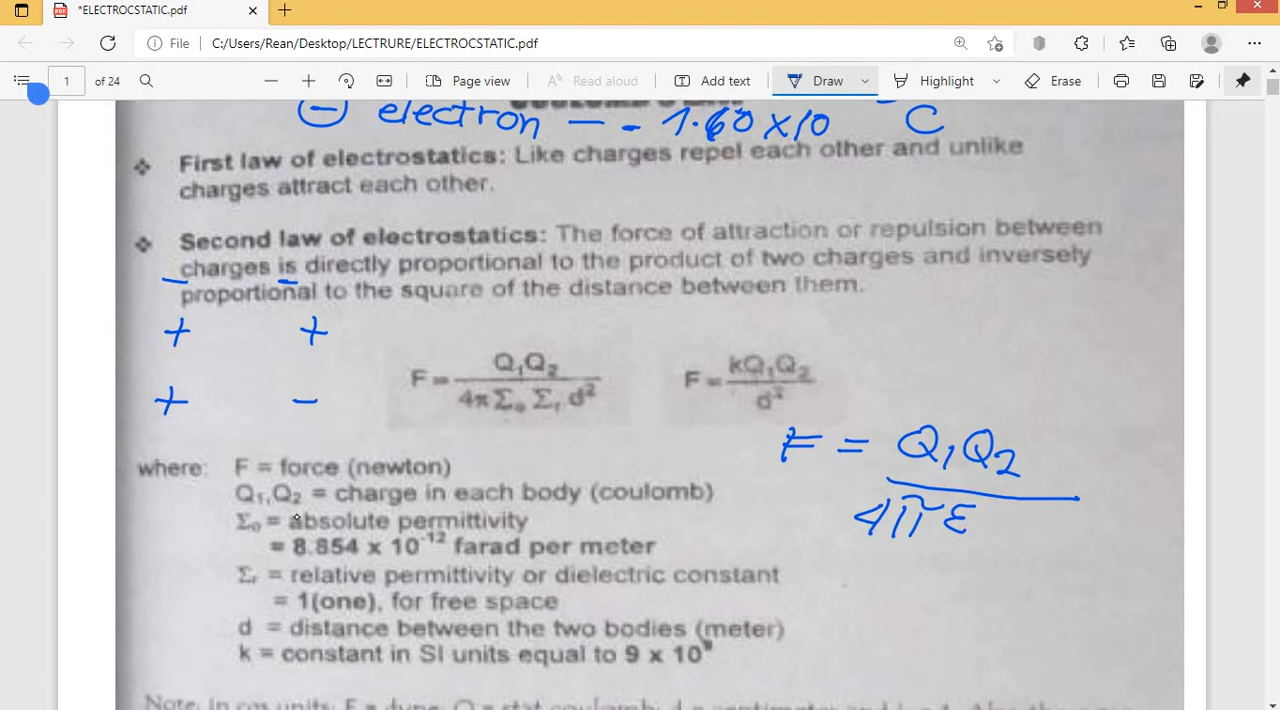 *ELECTROCSTATIC.pdf
File C:/Users/Rean/Desktop/LECTRURE/ELECTROCSTATIC.pdf
1 of 24 Page view Read aloud Add text Draw Highlight Erase
⊖ electron - - 1.60 x 10 C
❖ First law of electrostatics: Like charges repel each other and unlike
charges attract each other.
❖ Second law of electrostatics: The force of attraction or repulsion between
charges is directly proportional to the product of two charges and inversely
proportional to the square of the distance between them.
+ +
+ -
F = Q₁Q₂ / 4π Σ₀ Σᵣ d² F = kQ₁Q₂ / d²
F = Q₁Q₂ / 4πε
where: F = force (newton)
Q₁,Q₂ = charge in each body (coulomb)
Σ₀ = absolute permittivity
= 8.854 x 10⁻¹² farad per meter
Σᵣ = relative permittivity or dielectric constant
= 1(one), for free space
d = distance between the two bodies (meter)
k = constant in SI units equal to 9 x 10⁹